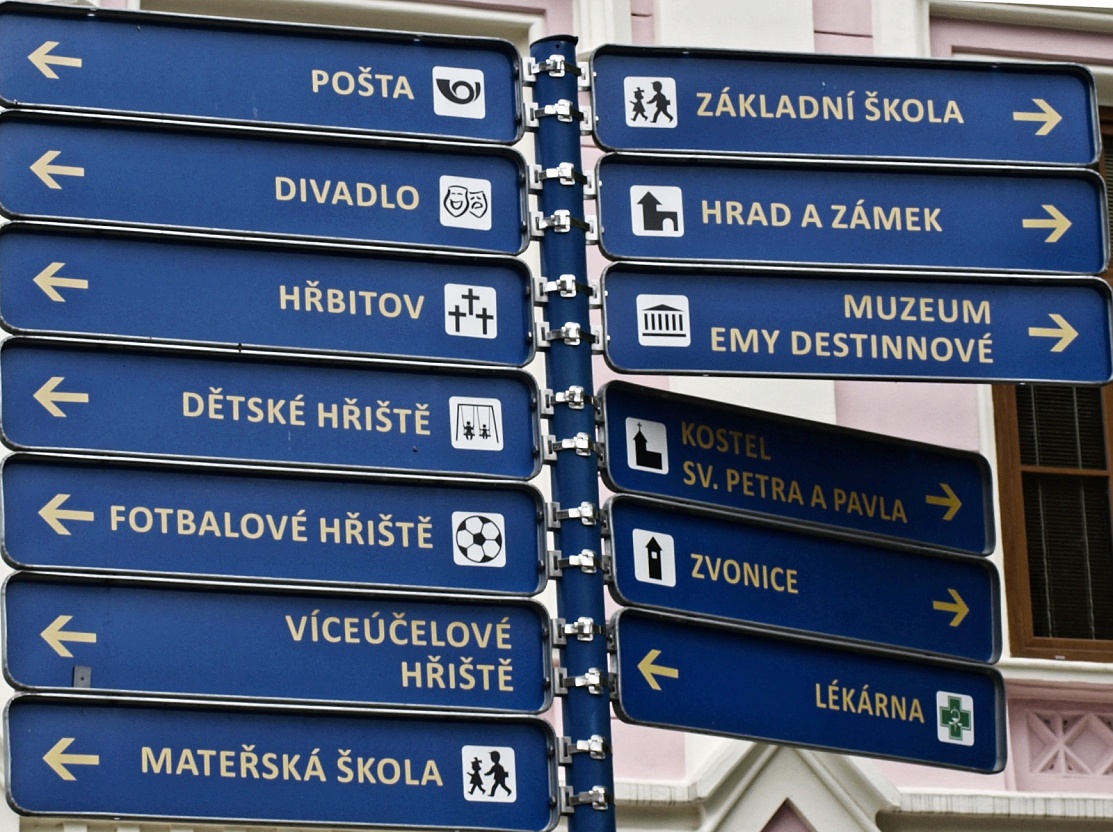 POŠTA
DIVADLO
HŘBITOV
DĚTSKÉ HŘIŠTĚ
FOTBALOVÉ HŘIŠTĚ
VÍCEÚČELOVÉ
HŘIŠTĚ
MATEŘSKÁ ŠKOLA
ZÁKLADNÍ ŠKOLA
HRAD A ZÁMEK
MUZEUM
EMY DESTINNOVÉ
KOSTEL
SV. PETRA A PAVLA
ZVONICE
LÉKÁRNA